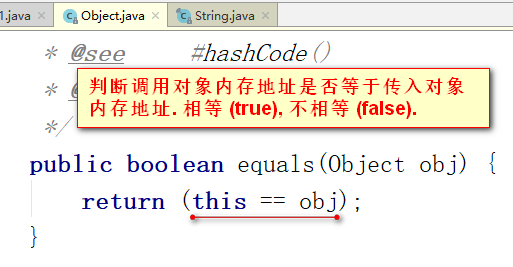 1.java Object.java String.java
* @see #hashCode()
* @
判断调用对象内存地址是否等于传入对象
内存地址. 相等 (true), 不相等 (false).
*/
public boolean equals(Object obj) {
return (this == obj);
}